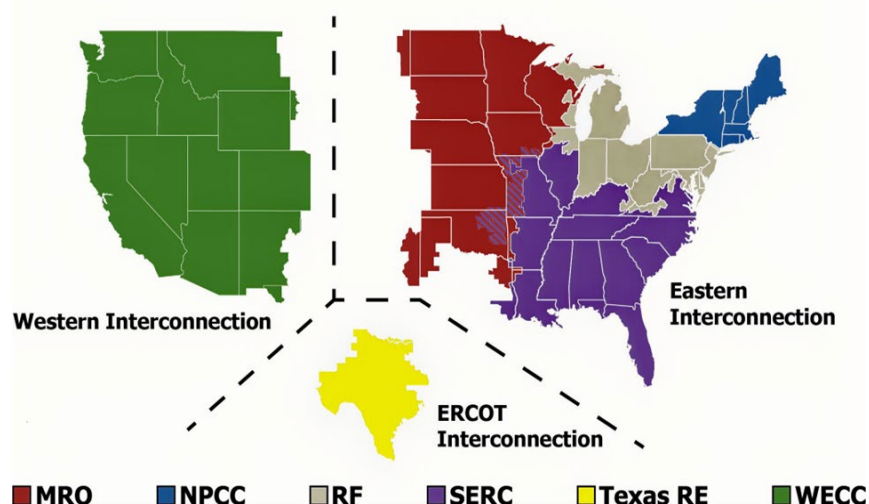 Western Interconnection
Eastern
Interconnection
ERCOT
Interconnection
MRO NPCC RF SERC Texas RE WECC